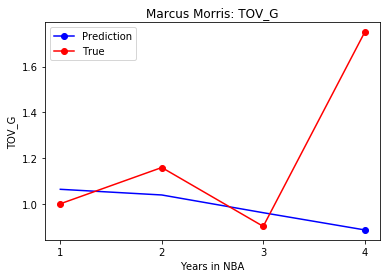 Marcus Morris: TOV_G
Prediction
True
TOV_G
1.6
1.4
1.2
1.0
1 2 3 4
Years in NBA